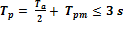 T_p = T_a/2 + T_pm ≤ 3 s